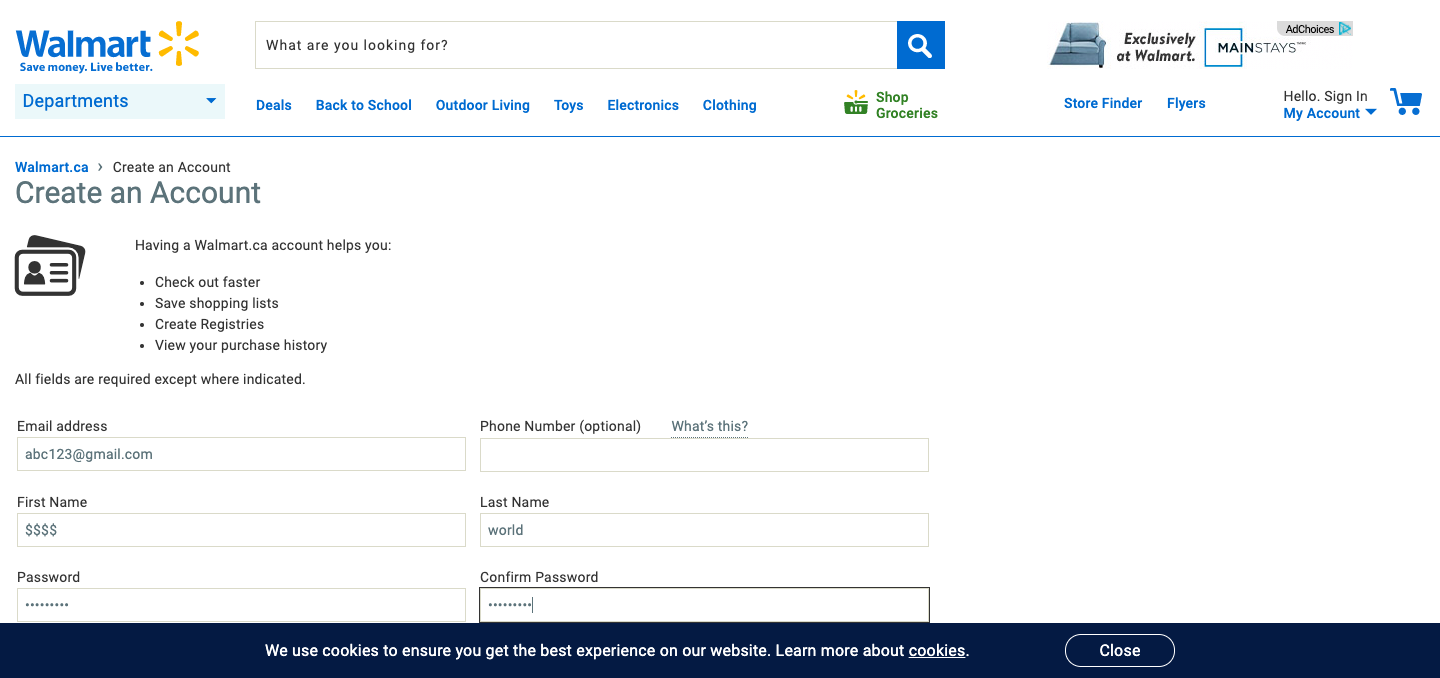 Walmart
Save money. Live better.
What are you looking for?
Exclusively
at Walmart.
MAINSTAYS
AdChoices
Departments
Deals
Back to School
Outdoor Living
Toys
Electronics
Clothing
Shop
Groceries
Store Finder
Flyers
Hello. Sign In
My Account
Walmart.ca › Create an Account
Create an Account
Having a Walmart.ca account helps you:
• Check out faster
• Save shopping lists
• Create Registries
• View your purchase history
All fields are required except where indicated.
Email address
abc123@gmail.com
Phone Number (optional) What's this?
First Name
$$$$
Last Name
world
Password
•••••••••
Confirm Password
•••••••••
We use cookies to ensure you get the best experience on our website. Learn more about cookies.
Close